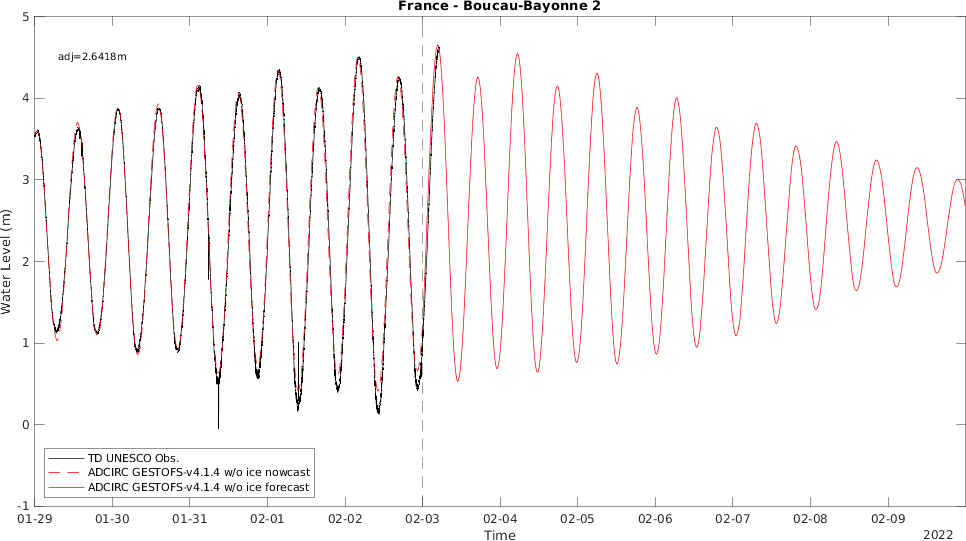 France - Boucau-Bayonne 2
5
adj=2.6418m
4
3
2
1
0
-1
Water Level (m)
TD UNESCO Obs.
ADCIRC GESTOFS-v4.1.4 w/o ice nowcast
ADCIRC GESTOFS-v4.1.4 w/o ice forecast
01-29 01-30 01-31 02-01 02-02 02-03 02-04 02-05 02-06 02-07 02-08 02-09
Time
2022